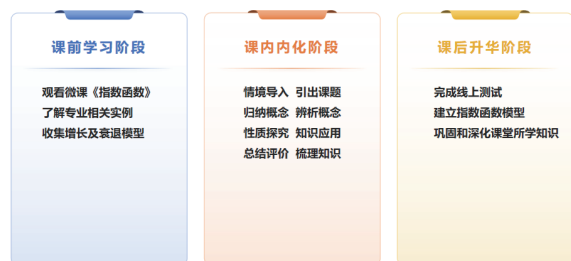 课前学习阶段
观看微课《指数函数》
了解专业相关实例
收集增长及衰退模型
课内内化阶段
情境导入 引出课题
归纳概念 辨析概念
性质探究 知识应用
总结评价 梳理知识
课后升华阶段
完成线上测试
建立指数函数模型
巩固和深化课堂所学知识